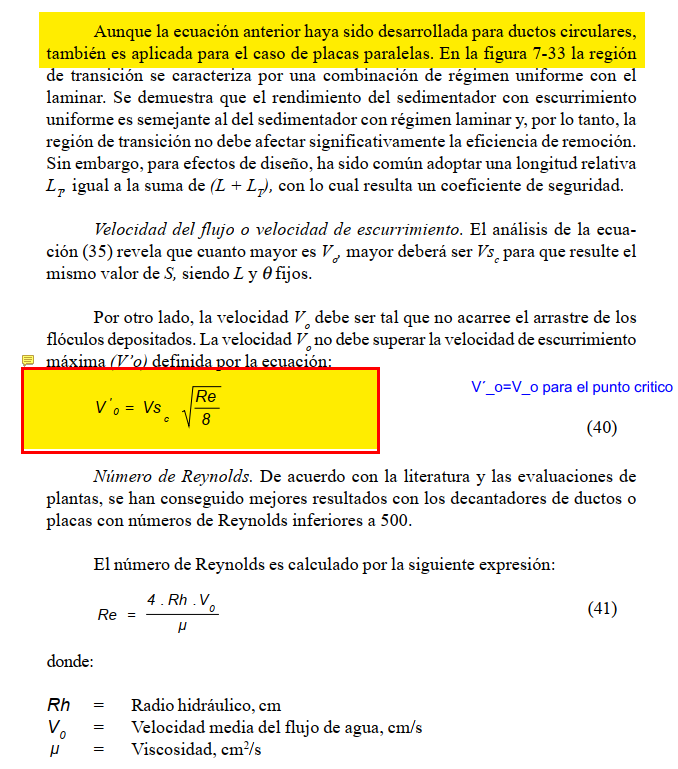 Aunque la ecuación anterior haya sido desarrollada para ductos circulares,
también es aplicada para el caso de placas paralelas. En la figura 7-33 la región
de transición se caracteriza por una combinación de régimen uniforme con el
laminar. Se demuestra que el rendimiento del sedimentador con escurrimiento
uniforme es semejante al del sedimentador con régimen laminar y, por lo tanto, la
región de transición no debe afectar significativamente la eficiencia de remoción.
Sin embargo, para efectos de diseño, ha sido común adoptar una longitud relativa
L_T, igual a la suma de (L + L_T), con lo cual resulta un coeficiente de seguridad.
Velocidad del flujo o velocidad de escurrimiento. El análisis de la ecua-
ción (35) revela que cuanto mayor es V_o, mayor deberá ser Vs_c para que resulte el
mismo valor de S, siendo L y θ fijos.
Por otro lado, la velocidad V_o debe ser tal que no acarree el arrastre de los
flóculos depositados. La velocidad V_o no debe superar la velocidad de escurrimiento
máxima (V'o) definida por la ecuación:
V'_o = Vs_c √(Re/8)
V´_o=V_o para el punto critico
(40)
Número de Reynolds. De acuerdo con la literatura y las evaluaciones de
plantas, se han conseguido mejores resultados con los decantadores de ductos o
placas con números de Reynolds inferiores a 500.
El número de Reynolds es calculado por la siguiente expresión:
Re = (4 . Rh . V_o)/μ (41)
donde:
Rh = Radio hidráulico, cm
V_o = Velocidad media del flujo de agua, cm/s
μ = Viscosidad, cm²/s